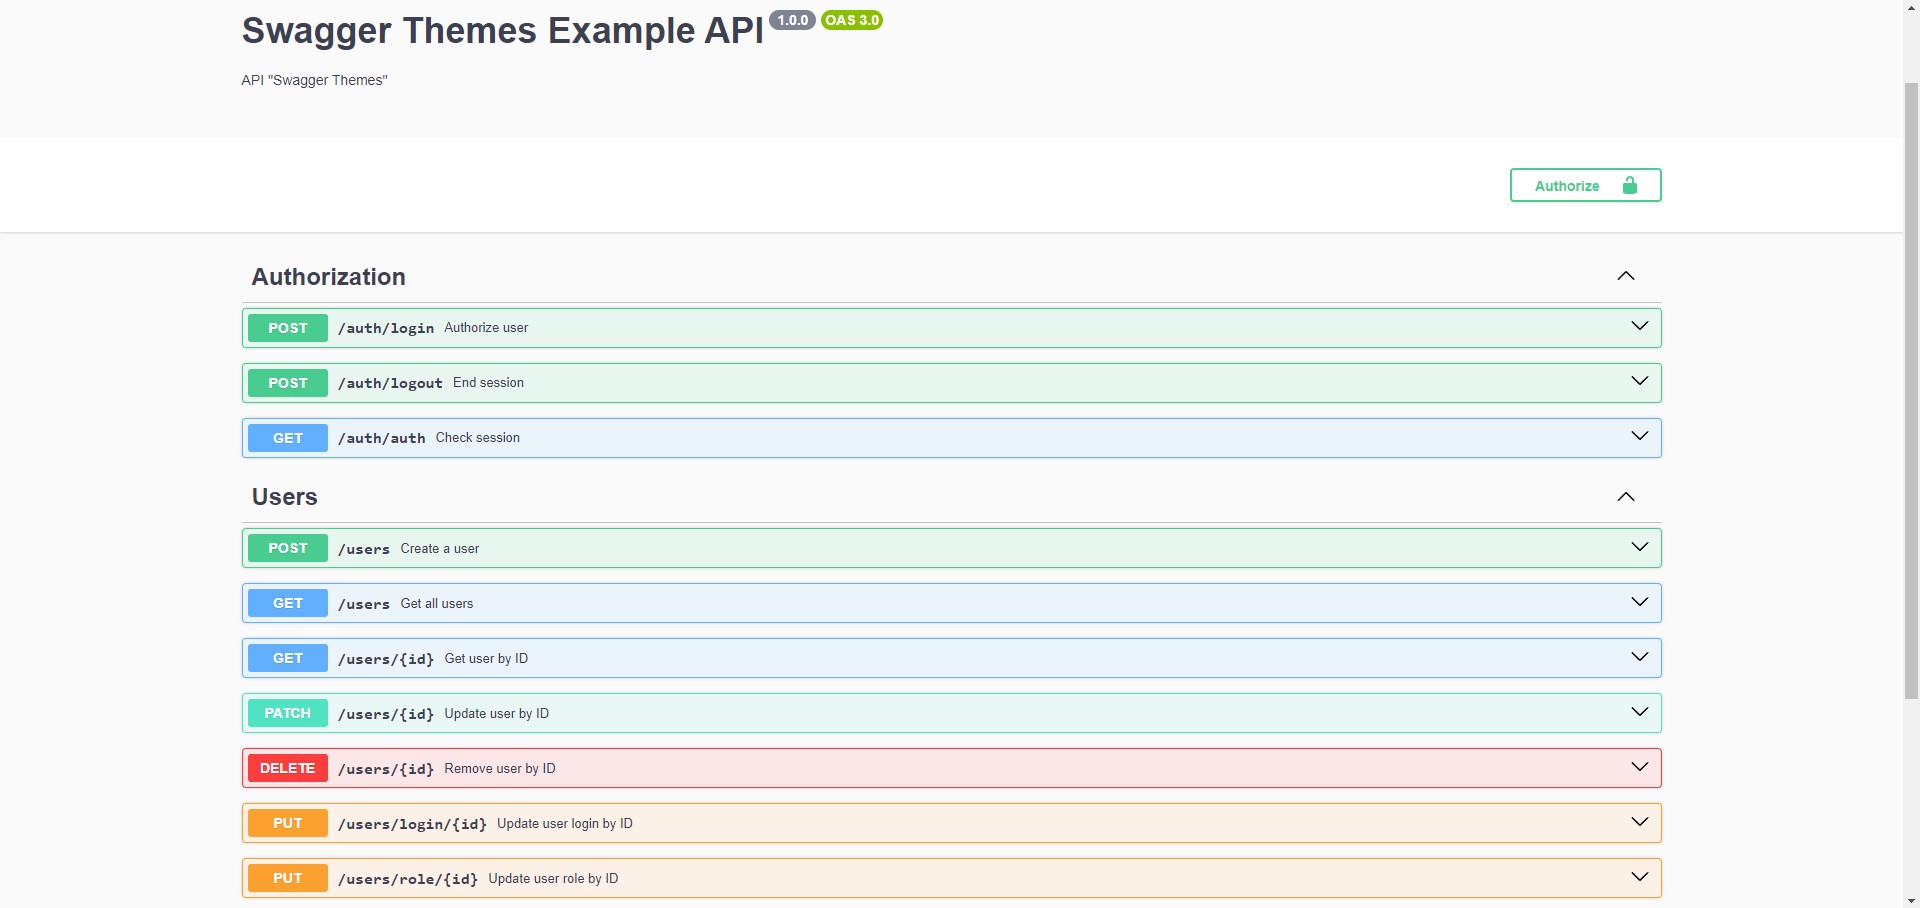 Swagger Themes Example API 1.0.0 OAS 3.0
API "Swagger Themes"
Authorize
Authorization
POST /auth/login Authorize user
POST /auth/logout End session
GET /auth/auth Check session
Users
POST /users Create a user
GET /users Get all users
GET /users/{id} Get user by ID
PATCH /users/{id} Update user by ID
DELETE /users/{id} Remove user by ID
PUT /users/login/{id} Update user login by ID
PUT /users/role/{id} Update user role by ID